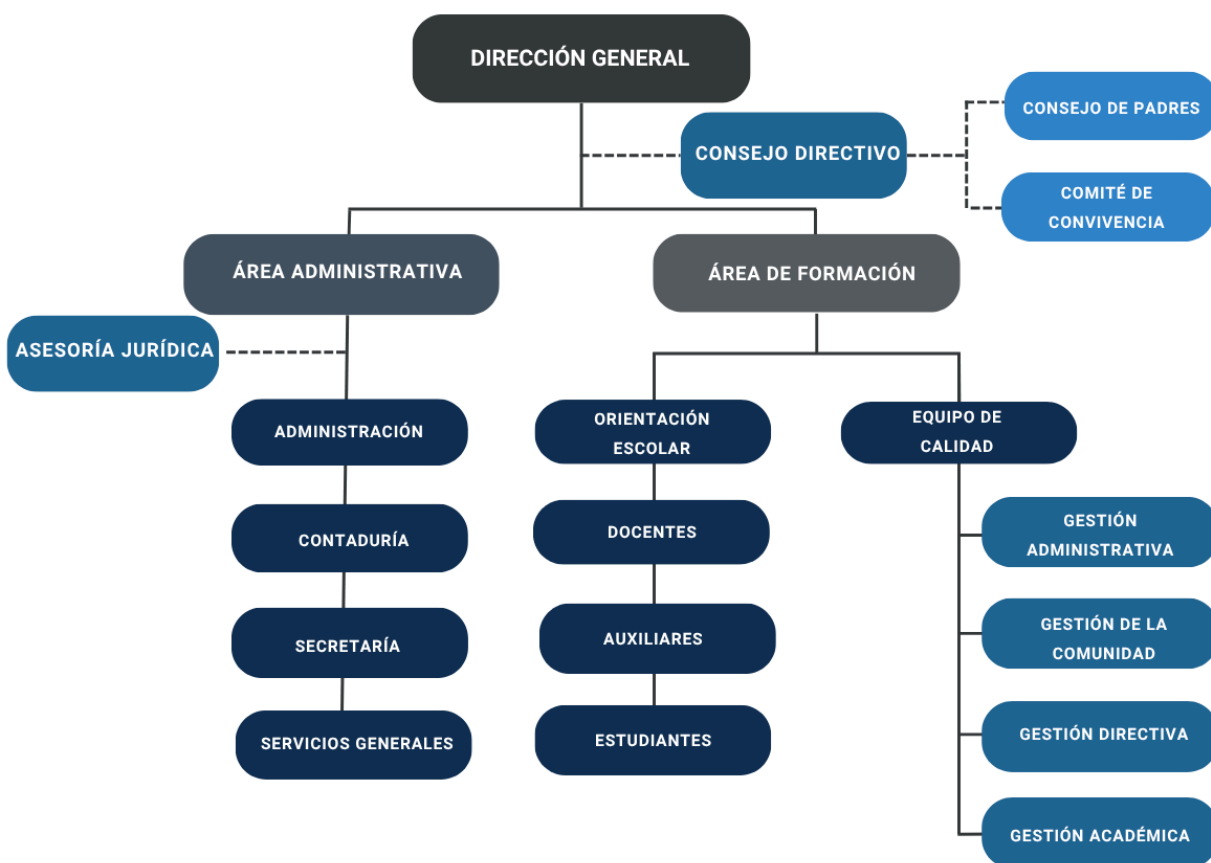 DIRECCIÓN GENERAL
CONSEJO DE PADRES
CONSEJO DIRECTIVO
COMITÉ DE
CONVIVENCIA
ÁREA ADMINISTRATIVA
ÁREA DE FORMACIÓN
ASESORÍA JURÍDICA
ADMINISTRACIÓN
CONTADURÍA
SECRETARÍA
SERVICIOS GENERALES
ORIENTACIÓN
ESCOLAR
DOCENTES
AUXILIARES
ESTUDIANTES
EQUIPO DE
CALIDAD
GESTIÓN
ADMINISTRATIVA
GESTIÓN DE LA
COMUNIDAD
GESTIÓN DIRECTIVA
GESTIÓN ACADÉMICA